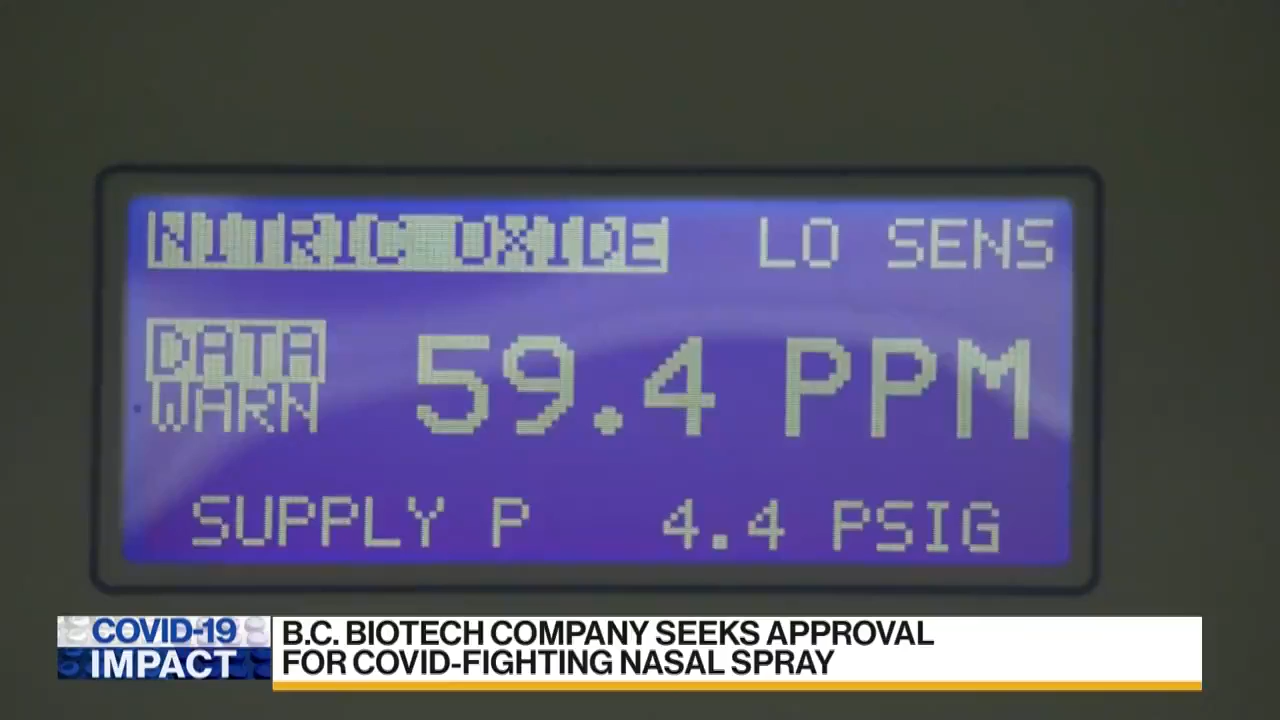 NITRIC OXIDE LO SENS
DATA
WARN
59.4 PPM
SUPPLY P 4.4 PSIG
COVID-19
IMPACT
B.C. BIOTECH COMPANY SEEKS APPROVAL
FOR COVID-FIGHTING NASAL SPRAY